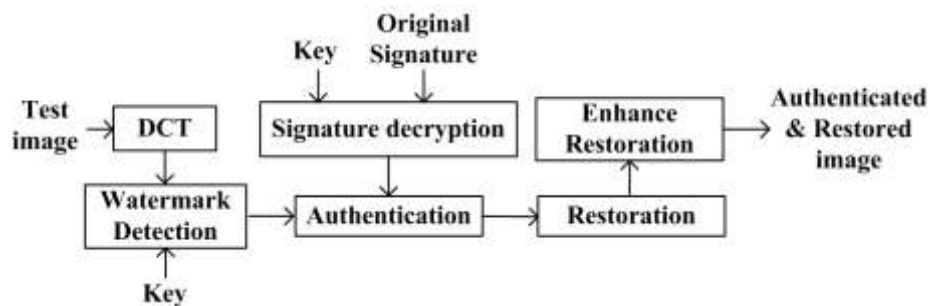 Original
Signature
Key
Test
image
DCT
Signature decryption
Enhance
Restoration
Authenticated
& Restored
image
Watermark
Detection
Authentication
Restoration
Key